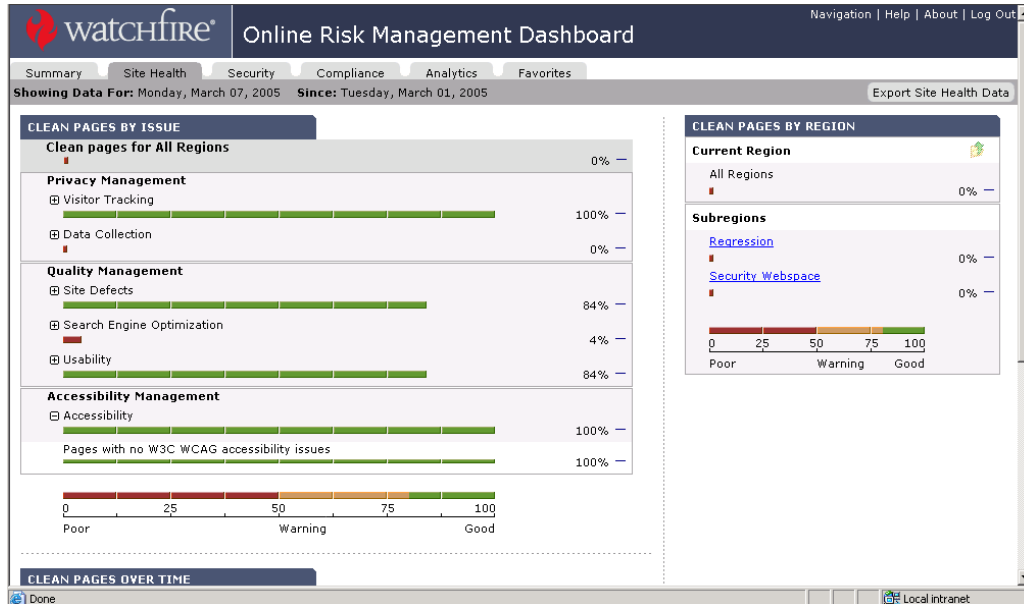 watchfire®
Online Risk Management Dashboard
Navigation | Help | About | Log Out
Summary Site Health Security Compliance Analytics Favorites
Showing Data For: Monday, March 07, 2005 Since: Tuesday, March 01, 2005
Export Site Health Data
CLEAN PAGES BY ISSUE
Clean pages for All Regions
0%
Privacy Management
Visitor Tracking
100%
Data Collection
0%
Quality Management
Site Defects
84%
Search Engine Optimization
4%
Usability
84%
Accessibility Management
Accessibility
100%
Pages with no W3C WCAG accessibility issues
100%
0 25 50 75 100
Poor Warning Good
CLEAN PAGES OVER TIME
CLEAN PAGES BY REGION
Current Region
All Regions
0%
Subregions
Regression
0%
Security Webspace
0%
0 25 50 75 100
Poor Warning Good
Done
Local intranet